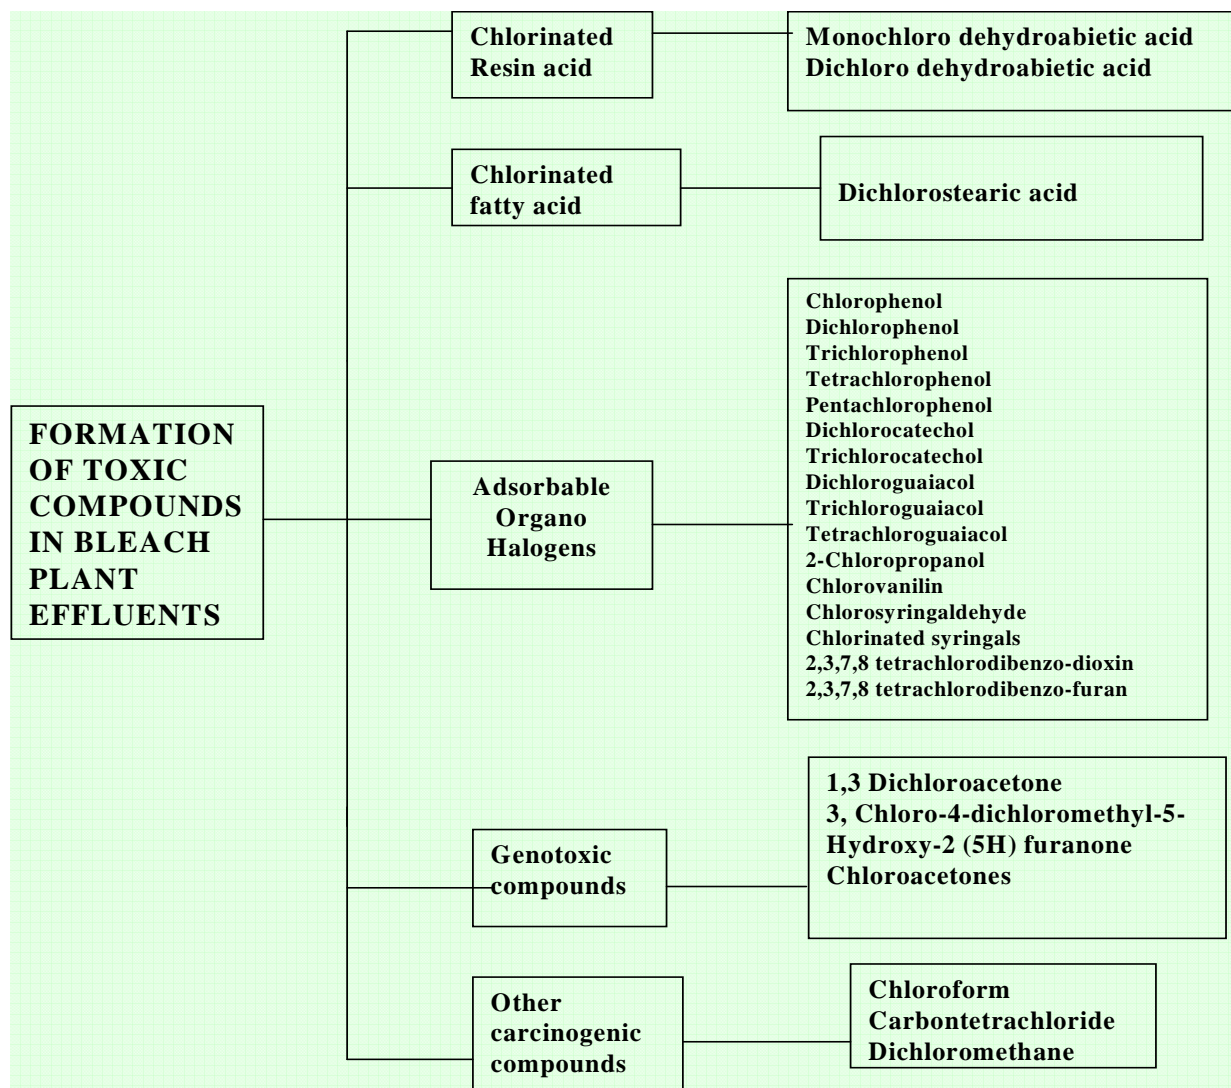 Chlorinated
Resin acid
Monochloro dehydroabietic acid
Dichloro dehydroabietic acid
Chlorinated
fatty acid
Dichlorostearic acid
FORMATION
OF TOXIC
COMPOUNDS
IN BLEACH
PLANT
EFFLUENTS
Adsorbable
Organo
Halogens
Chlorophenol
Dichlorophenol
Trichlorophenol
Tetrachlorophenol
Pentachlorophenol
Dichlorocatechol
Trichlorocatechol
Dichloroguaiacol
Trichloroguaiacol
Tetrachloroguaiacol
2-Chloropropanol
Chlorovanilin
Chlorosyringaldehyde
Chlorinated syringals
2,3,7,8 tetrachlorodibenzo-dioxin
2,3,7,8 tetrachlorodibenzo-furan
Genotoxic
compounds
1,3 Dichloroacetone
3, Chloro-4-dichloromethyl-5-
Hydroxy-2 (5H) furanone
Chloroacetones
Other
carcinogenic
compounds
Chloroform
Carbontetrachloride
Dichloromethane